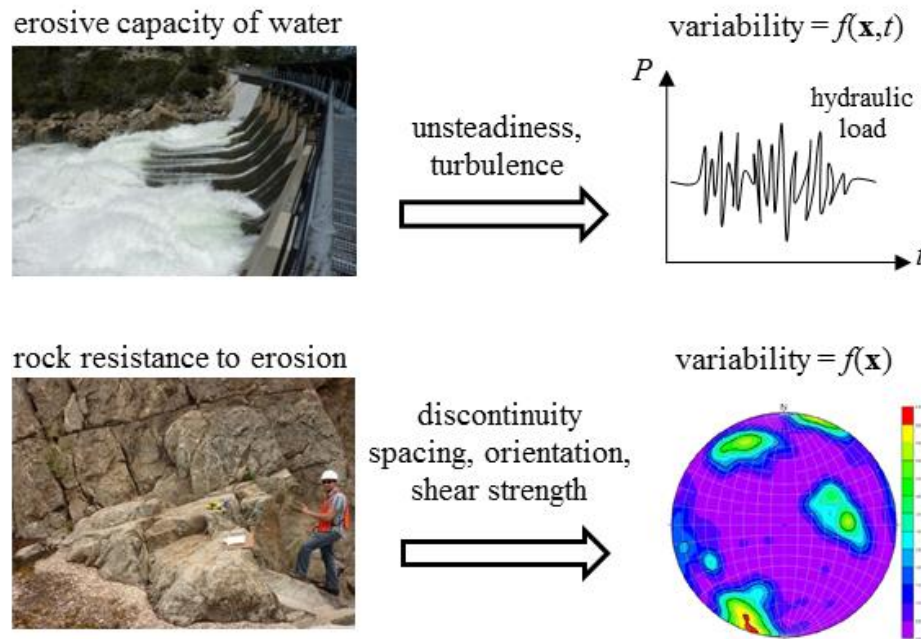 erosive capacity of water
variability = f(x,t)
unsteadiness,
turbulence
P
hydraulic
load
t
rock resistance to erosion
variability = f(x)
discontinuity
spacing, orientation,
shear strength
N